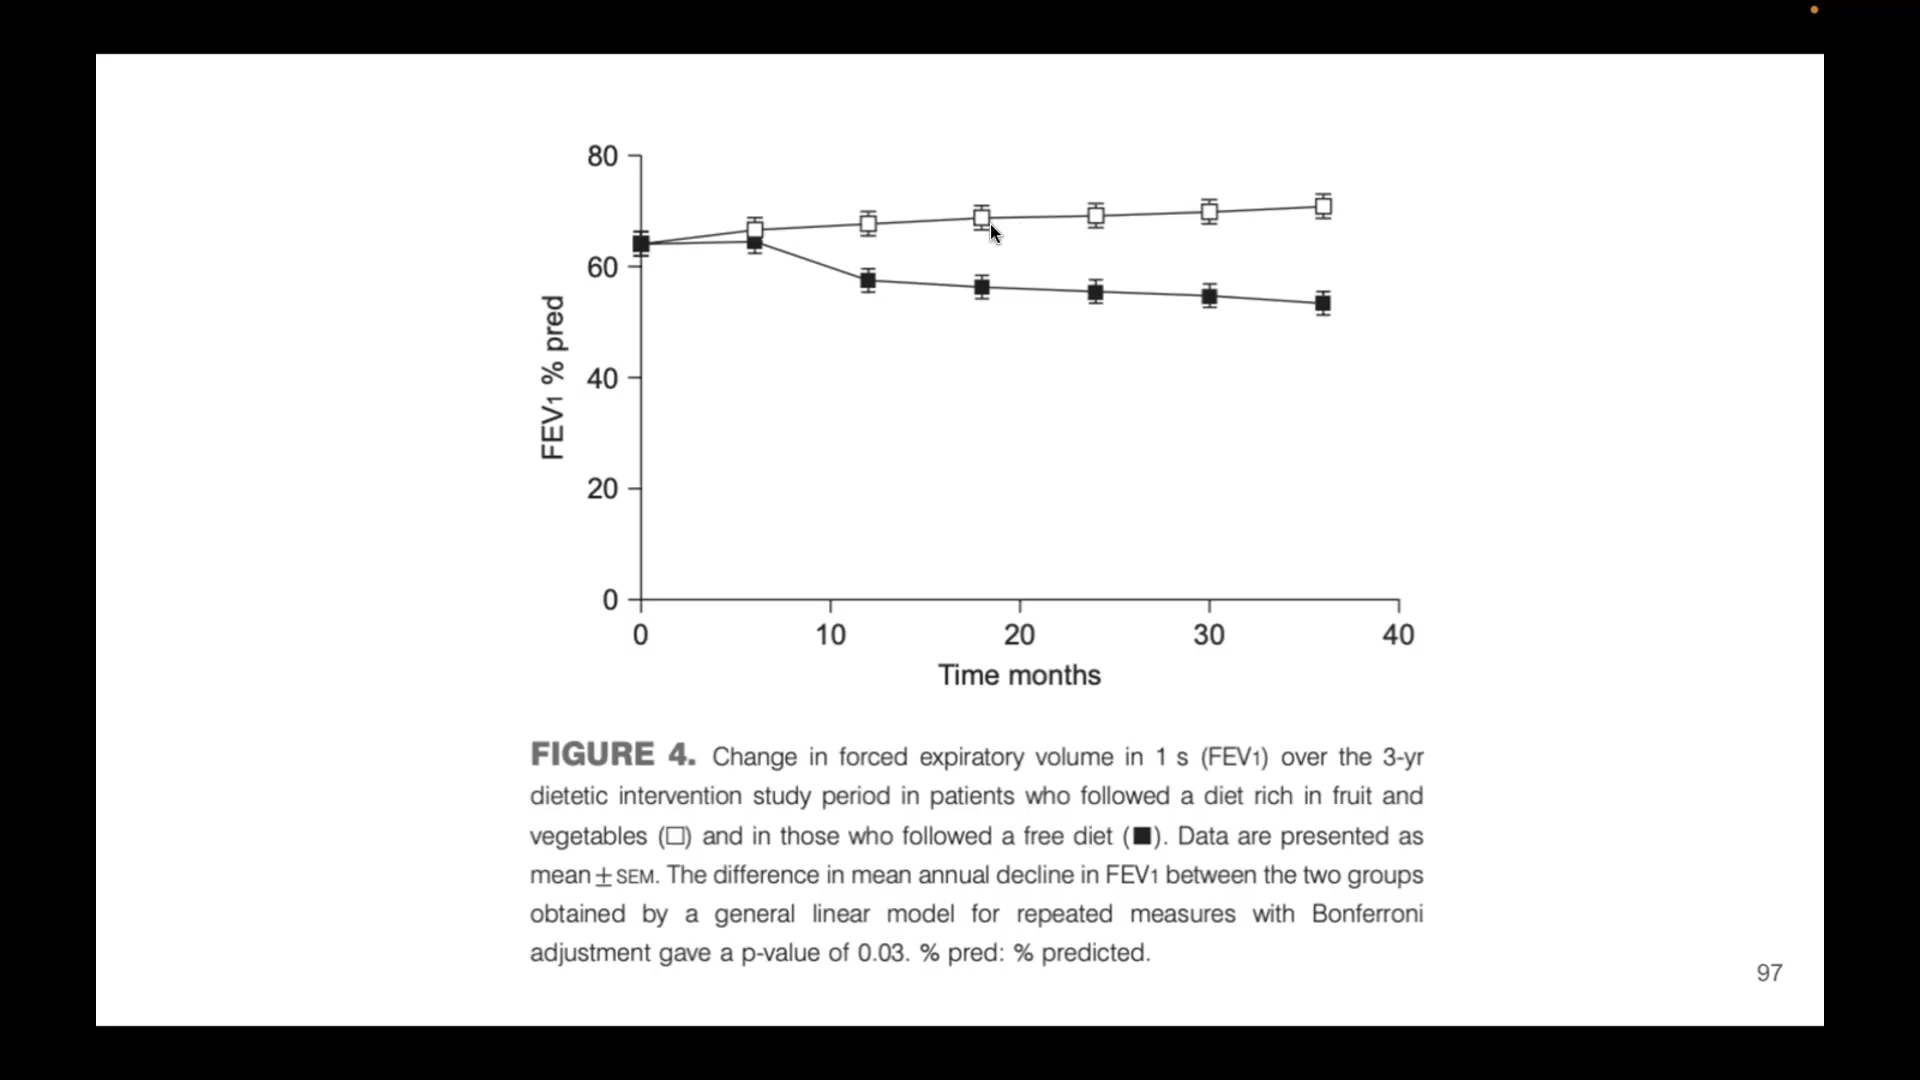 80
60
40
20
0
FEV1 % pred
0 10 20 30 40
Time months
FIGURE 4. Change in forced expiratory volume in 1 s (FEV1) over the 3-yr
dietetic intervention study period in patients who followed a diet rich in fruit and
vegetables (□) and in those who followed a free diet (■). Data are presented as
mean±SEM. The difference in mean annual decline in FEV1 between the two groups
obtained by a general linear model for repeated measures with Bonferroni
adjustment gave a p-value of 0.03. % pred: % predicted.
97